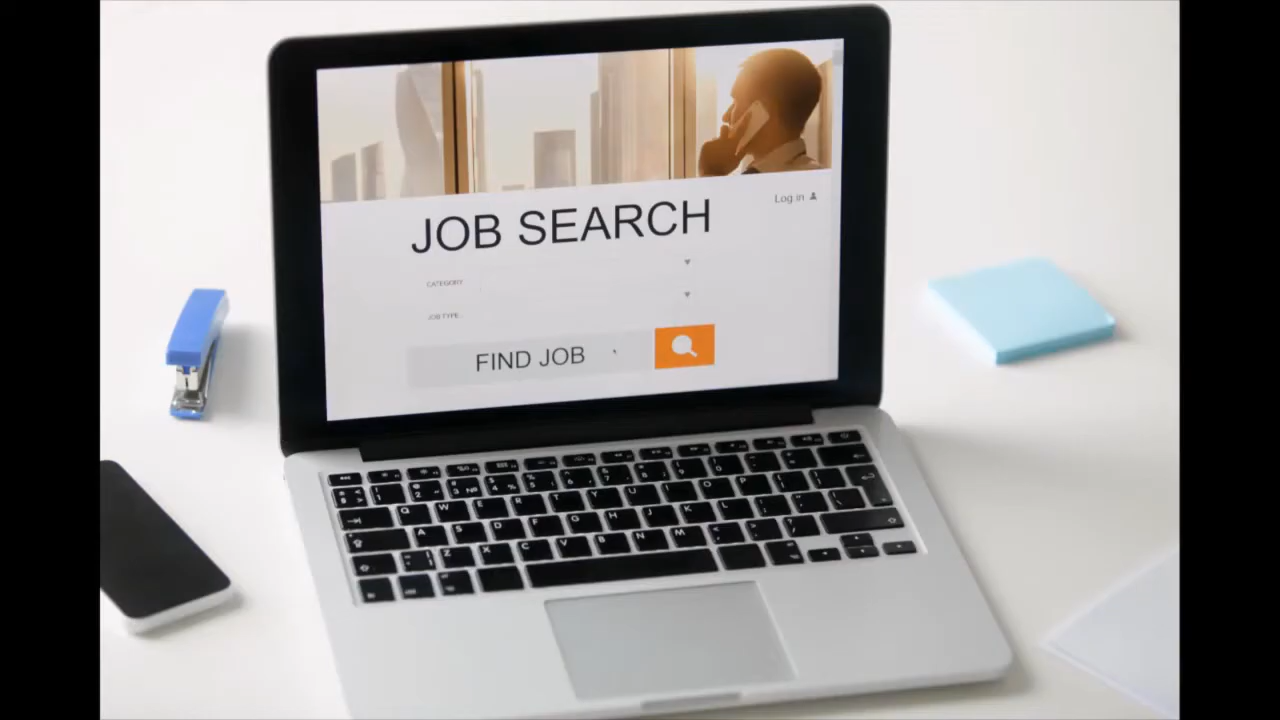 Log in
JOB SEARCH
CATEGORY
JOB TYPE
FIND JOB
Q W E R T Y U I O P
A S D F G H J K L
Z X C V B N M